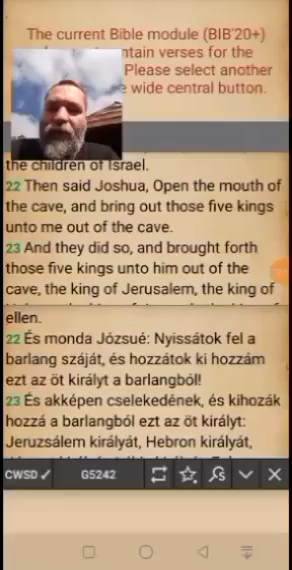 The current Bible module (BIB'20+)
ntain verses for the
Please select another
wide central button.
the children of Israel.
22 Then said Joshua, Open the mouth of
the cave, and bring out those five kings
unto me out of the cave.
23 And they did so, and brought forth
those five kings unto him out of the
cave, the king of Jerusalem, the king of
ellen.
22 És monda Józsué: Nyissátok fel a
barlang száját, és hozzátok ki hozzám
ezt az öt királyt a barlangból!
23 És akképen cselekedének, és kihozák
hozzá a barlangból ezt az öt királyt:
Jeruzsálem királyát, Hebron királyát,
CWSD ✓ G5242